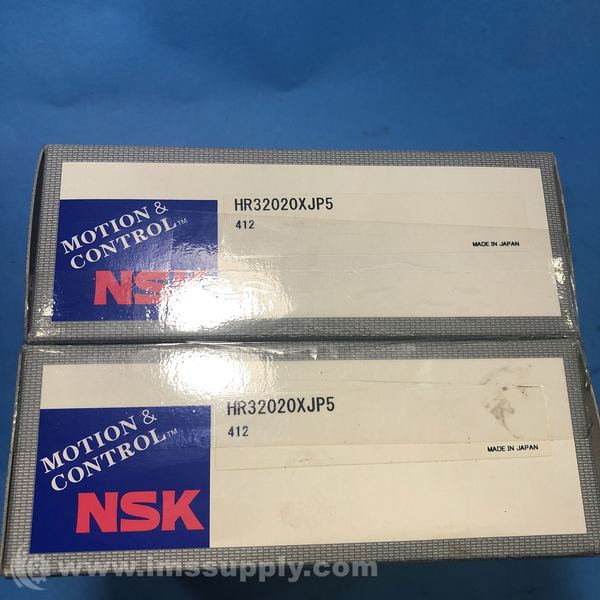 MOTION &
CONTROL™
NSK
HR32020XJP5
412
MADE IN JAPAN
MOTION &
CONTROL™
NSK
HR32020XJP5
412
MADE IN JAPAN
http://www.imssupply.com/